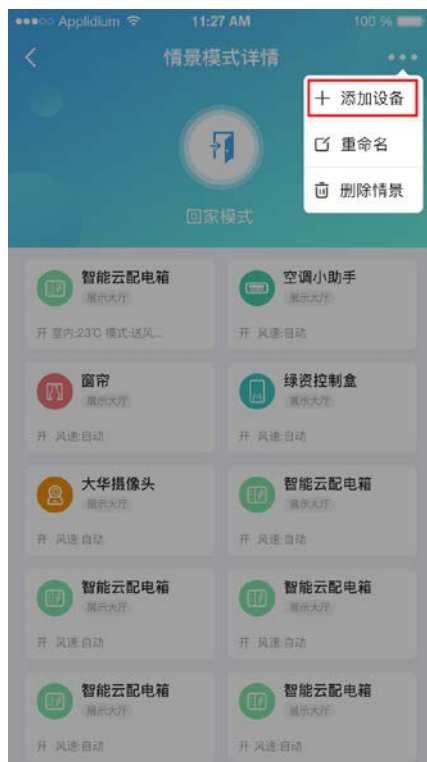 Applidium 11:27 AM 100 %
情景模式详情
添加设备
重命名
删除情景
回家模式
智能云配电箱
展示大厅
开 室内:23℃ 模式:送风...
空调小助手
展示大厅
开 风速:自动
窗帘
展示大厅
开 风速:自动
绿资控制盒
展示大厅
开 风速:自动
大华摄像头
展示大厅
开 风速:自动
智能云配电箱
展示大厅
开 风速:自动
智能云配电箱
展示大厅
开 风速:自动
智能云配电箱
展示大厅
开 风速:自动
智能云配电箱
展示大厅
开 风速:自动
智能云配电箱
展示大厅
开 风速:自动